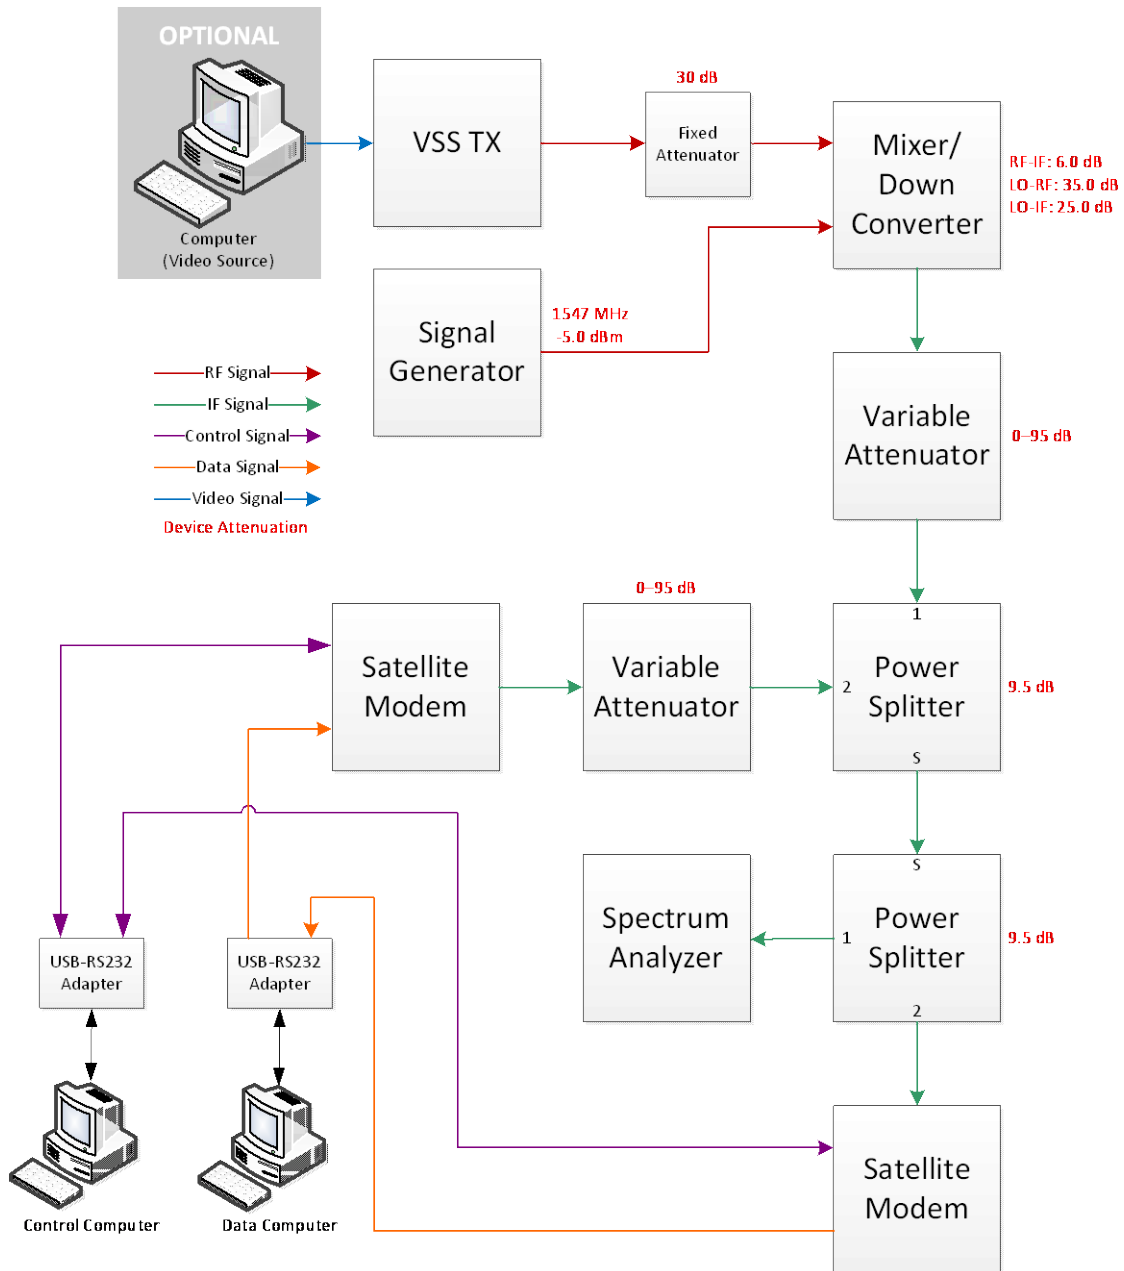 OPTIONAL
Computer
(Video Source)
VSS TX
30 dB
Fixed
Attenuator
Mixer/
Down
Converter
RF-IF: 6.0 dB
LO-RF: 35.0 dB
LO-IF: 25.0 dB
Signal
Generator
1547 MHz
-5.0 dBm
RF Signal
IF Signal
Control Signal
Data Signal
Video Signal
Device Attenuation
Variable
Attenuator
0–95 dB
Satellite
Modem
0–95 dB
Variable
Attenuator
1
2
Power
Splitter
S
9.5 dB
Spectrum
Analyzer
S
1
Power
Splitter
2
9.5 dB
USB-RS232
Adapter
USB-RS232
Adapter
Control Computer
Data Computer
Satellite
Modem